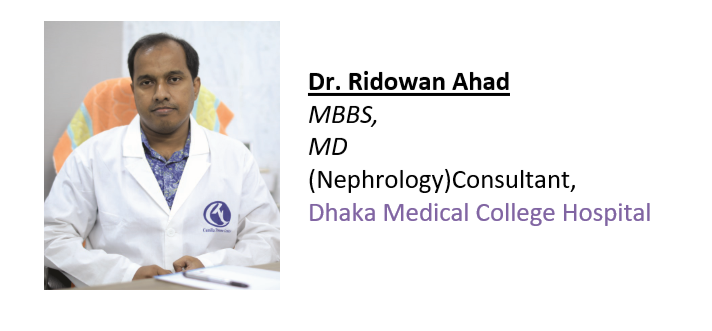 Dr. Ridowan Ahad
MBBS,
MD
(Nephrology)Consultant,
Dhaka Medical College Hospital